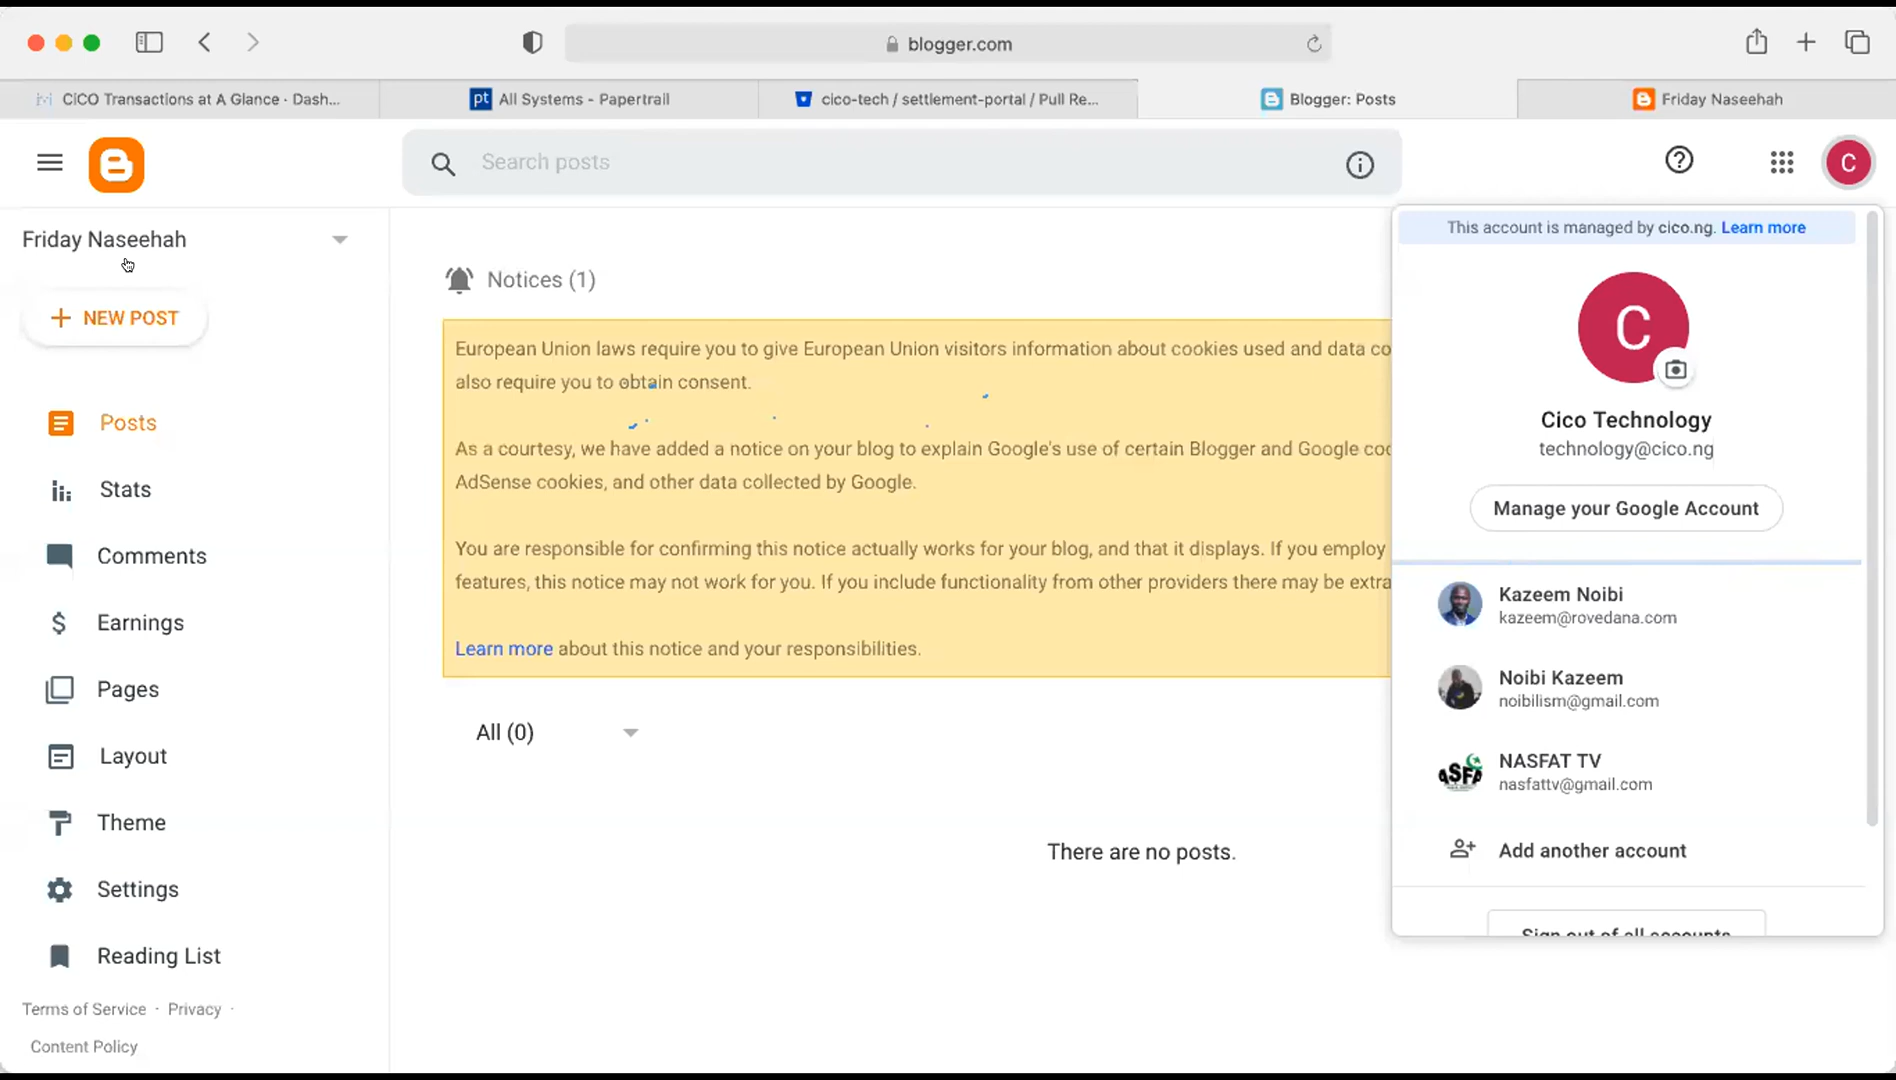 blogger.com
CiCO Transactions at A Glance · Dash...
pt All Systems - Papertrail
cico-tech / settlement-portal / Pull Re...
Blogger: Posts
Friday Naseehah
Search posts
C
Friday Naseehah
NEW POST
Posts
Stats
Comments
Earnings
Pages
Layout
Theme
Settings
Reading List
Terms of Service · Privacy ·
Content Policy
Notices (1)
European Union laws require you to give European Union visitors information about cookies used and data co
also require you to obtain consent.
As a courtesy, we have added a notice on your blog to explain Google's use of certain Blogger and Google coo
AdSense cookies, and other data collected by Google.
You are responsible for confirming this notice actually works for your blog, and that it displays. If you employ
features, this notice may not work for you. If you include functionality from other providers there may be extra
Learn more about this notice and your responsibilities.
All (0)
There are no posts.
This account is managed by cico.ng. Learn more
C
Cico Technology
technology@cico.ng
Manage your Google Account
Kazeem Noibi
kazeem@rovedana.com
Noibi Kazeem
noibilism@gmail.com
ASFA
NASFAT TV
nasfattv@gmail.com
Add another account
Sign out of all accounts